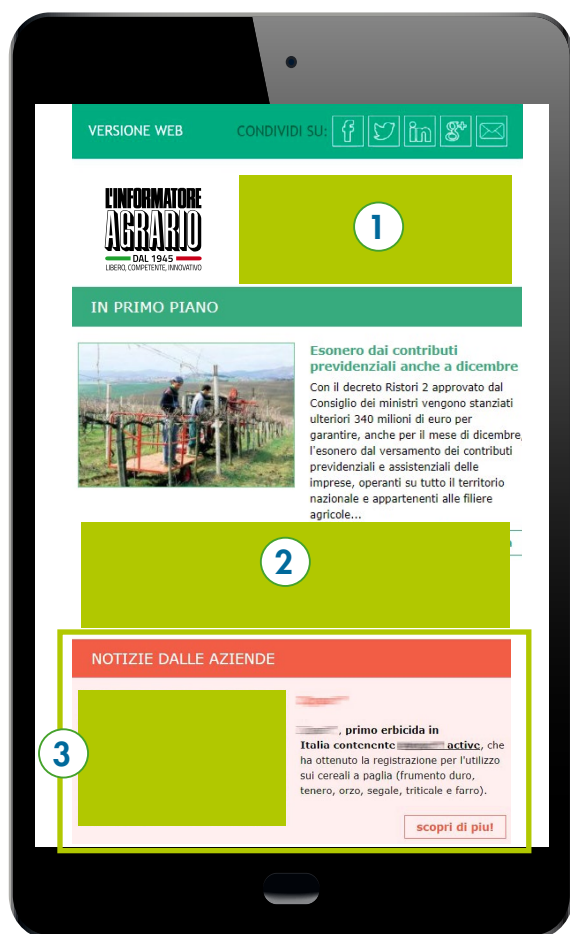 VERSIONE WEB
CONDIVIDI SU:
L'INFORMATORE
AGRARIO
DAL 1945
LIBERO, COMPETENTE, INNOVATIVO
1
IN PRIMO PIANO
Esonero dai contributi
previdenziali anche a dicembre
Con il decreto Ristori 2 approvato dal
Consiglio dei ministri vengono stanziati
ulteriori 340 milioni di euro per
garantire, anche per il mese di dicembre,
l'esonero dal versamento dei contributi
previdenziali e assistenziali delle
imprese, operanti su tutto il territorio
nazionale e appartenenti alle filiere
agricole...
2
NOTIZIE DALLE AZIENDE
3
, primo erbicida in
Italia contenente active, che
ha ottenuto la registrazione per l'utilizzo
sui cereali a paglia (frumento duro,
tenero, orzo, segale, triticale e farro).
scopri di piu!